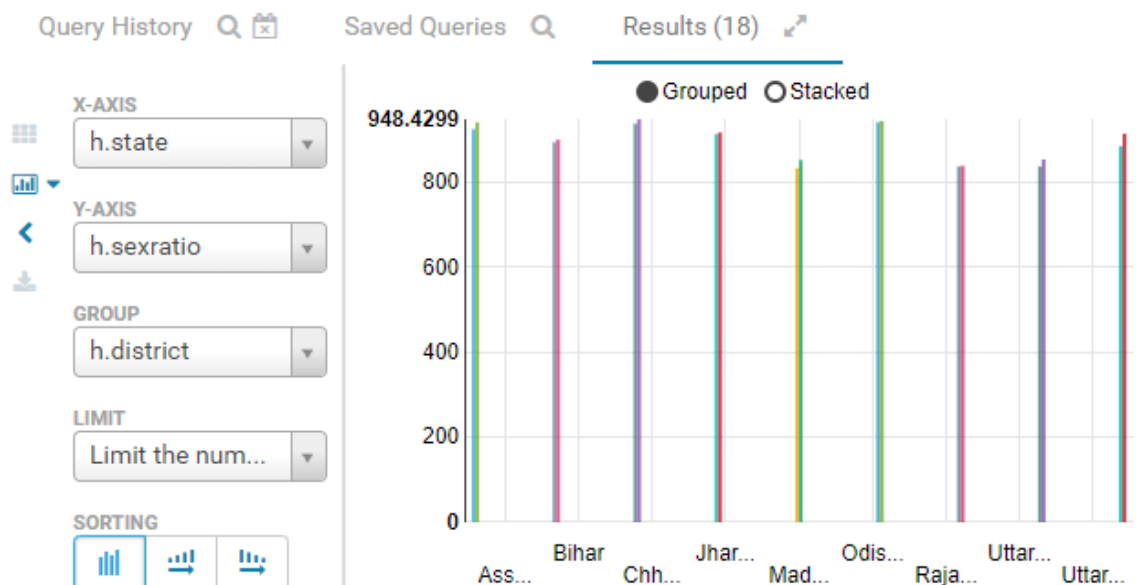 Query History
Saved Queries
Results (18)
X-AXIS
h.state
Y-AXIS
h.sexratio
GROUP
h.district
LIMIT
Limit the num...
SORTING
Grouped
Stacked
948.4299
800
600
400
200
0
Ass...
Bihar
Chh...
Jhar...
Mad...
Odis...
Raja...
Uttar...
Uttar...